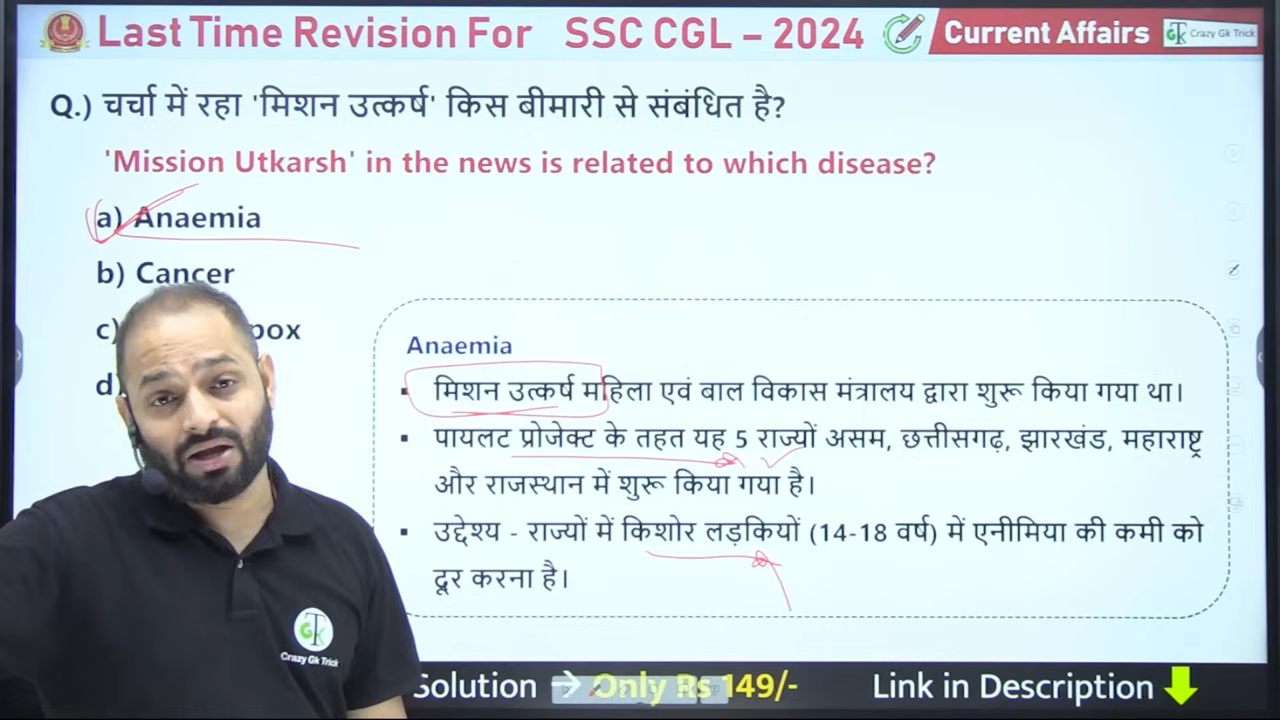 Last Time Revision For SSC CGL – 2024
Current Affairs
Crazy Gk Trick
Q.) चर्चा में रहा 'मिशन उत्कर्ष' किस बीमारी से संबंधित है?
'Mission Utkarsh' in the news is related to which disease?
a) Anaemia
b) Cancer
c)
d)
Anaemia
▪ मिशन उत्कर्ष महिला एवं बाल विकास मंत्रालय द्वारा शुरू किया गया था।
▪ पायलट प्रोजेक्ट के तहत यह 5 राज्यों असम, छत्तीसगढ़, झारखंड, महाराष्ट्र
और राजस्थान में शुरू किया गया है।
▪ उद्देश्य - राज्यों में किशोर लड़कियों (14-18 वर्ष) में एनीमिया की कमी को
दूर करना है।
GTk
Crazy Gk Trick
Solution → Only Rs 149/-
Link in Description